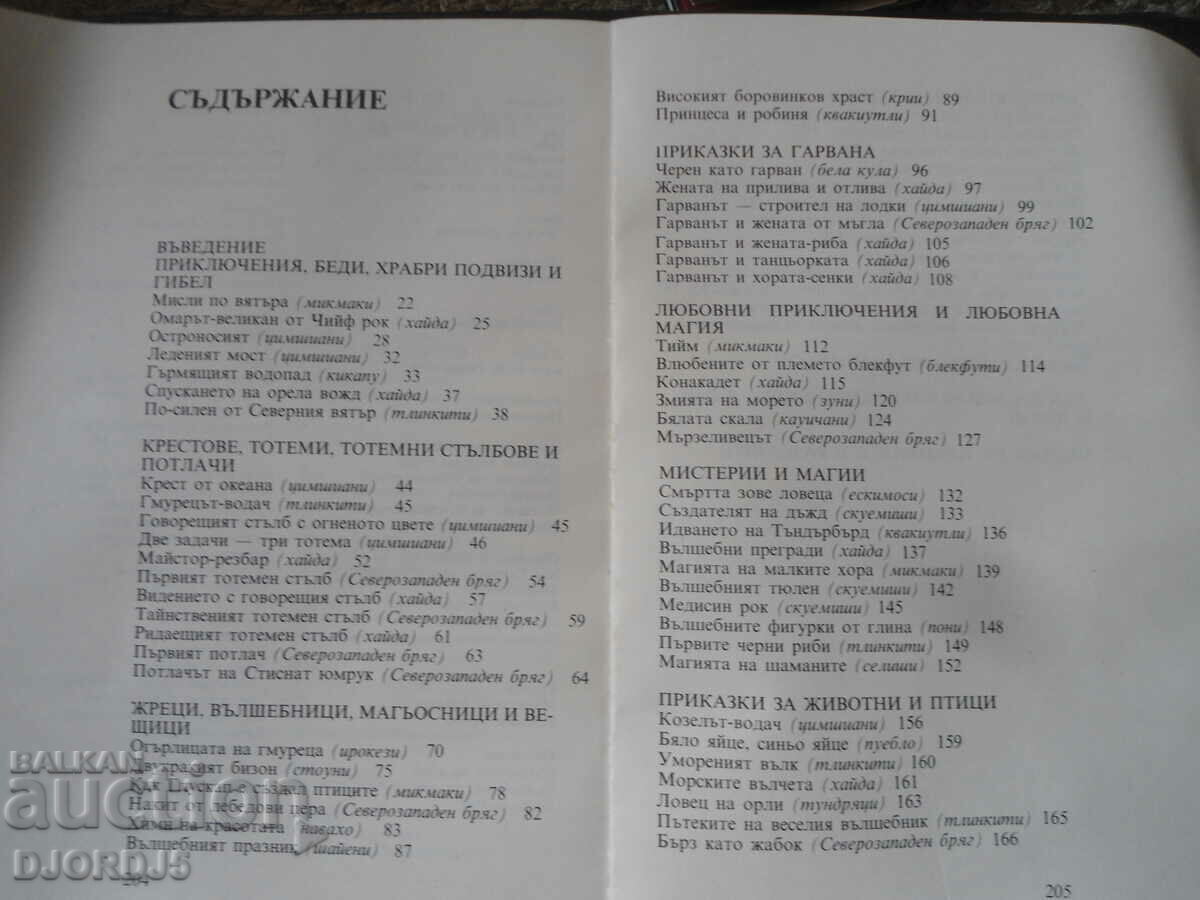 СЪДЪРЖАНИЕ
ВЪВЕДЕНИЕ
ПРИКЛЮЧЕНИЯ, БЕДИ, ХРАБРИ ПОДВИЗИ И
ГИБЕЛ
Мисли по вятъра (микмаки) 22
Омарът-великан от Чийф рок (хайда) 25
Остроносият (цимшиани) 28
Леденият мост (цимшиани) 32
Гърмящият водопад (кикапу) 33
Спускането на орела вожд (хайда) 37
По-силен от Северния вятър (тлинкити) 38
КРЕСТОВЕ, ТОТЕМИ, ТОТЕМНИ СТЪЛБОВЕ И
ПОТЛАЧИ
Крест от океана (цимшиани) 44
Гмурецът-водач (тлинкити) 45
Говорещият стълб с огненото цвете (цимшиани) 45
Две задачи — три тотема (цимшиани) 46
Майстор-резбар (хайда) 52
Първият тотемен стълб (Северозападен бряг) 54
Видението с говорещия стълб (хайда) 57
Тайнственият тотемен стълб (Северозападен бряг) 59
Ридаещият тотемен стълб (хайда) 61
Първият потлач (Северозападен бряг) 63
Потлачът на Стиснат юмрук (Северозападен бряг) 64
ЖРЕЦИ, ВЪЛШЕБНИЦИ, МАГЬОСНИЦИ И ВЕ-
ЩИЦИ
Огърлицата на гмуреца (ирокези) 70
Двукракият бизон (стоуни) 75
Как Глускап е създал птиците (микмаки) 78
Накит от лебедови пера (Северозападен бряг) 82
Химн на красотата (навахо) 83
Вълшебният празник (шайени) 87
204
Високият боровинков храст (крии) 89
Принцеса и робиня (квакиутли) 91
ПРИКАЗКИ ЗА ГАРВАНА
Черен като гарван (бела кула) 96
Жената на прилива и отлива (хайда) 97
Гарванът — строител на лодки (цимшиани) 99
Гарванът и жената от мъгла (Северозападен бряг) 102
Гарванът и жената-риба (хайда) 105
Гарванът и танцьорката (хайда) 106
Гарванът и хората-сенки (хайда) 108
ЛЮБОВНИ ПРИКЛЮЧЕНИЯ И ЛЮБОВНА
МАГИЯ
Тийм (микмаки) 112
Влюбените от племето блекфут (блекфути) 114
Конакадет (хайда) 115
Змията на морето (зуни) 120
Бялата скала (кауичани) 124
Мързеливецът (Северозападен бряг) 127
МИСТЕРИИ И МАГИИ
Смъртта зове ловеца (ескимоси) 132
Създателят на дъжд (скуемиши) 133
Идването на Тъндърбърд (квакиутли) 136
Вълшебни прегради (хайда) 137
Магията на малките хора (микмаки) 139
Вълшебният тюлен (скуемиши) 142
Медисин рок (скуемиши) 145
Вълшебните фигурки от глина (пони) 148
Първите черни риби (тлинкити) 149
Магията на шаманите (селиши) 152
ПРИКАЗКИ ЗА ЖИВОТНИ И ПТИЦИ
Козелът-водач (цимшиани) 156
Бяло яйце, синьо яйце (пуебло) 159
Умореният вълк (тлинкити) 160
Морските вълчета (хайда) 161
Ловец на орли (тундряци) 163
Пътеките на веселия вълшебник (тлинкити) 165
Бърз като жабок (Северозападен бряг) 166
205
BALKAN
auction
DJORDJ5